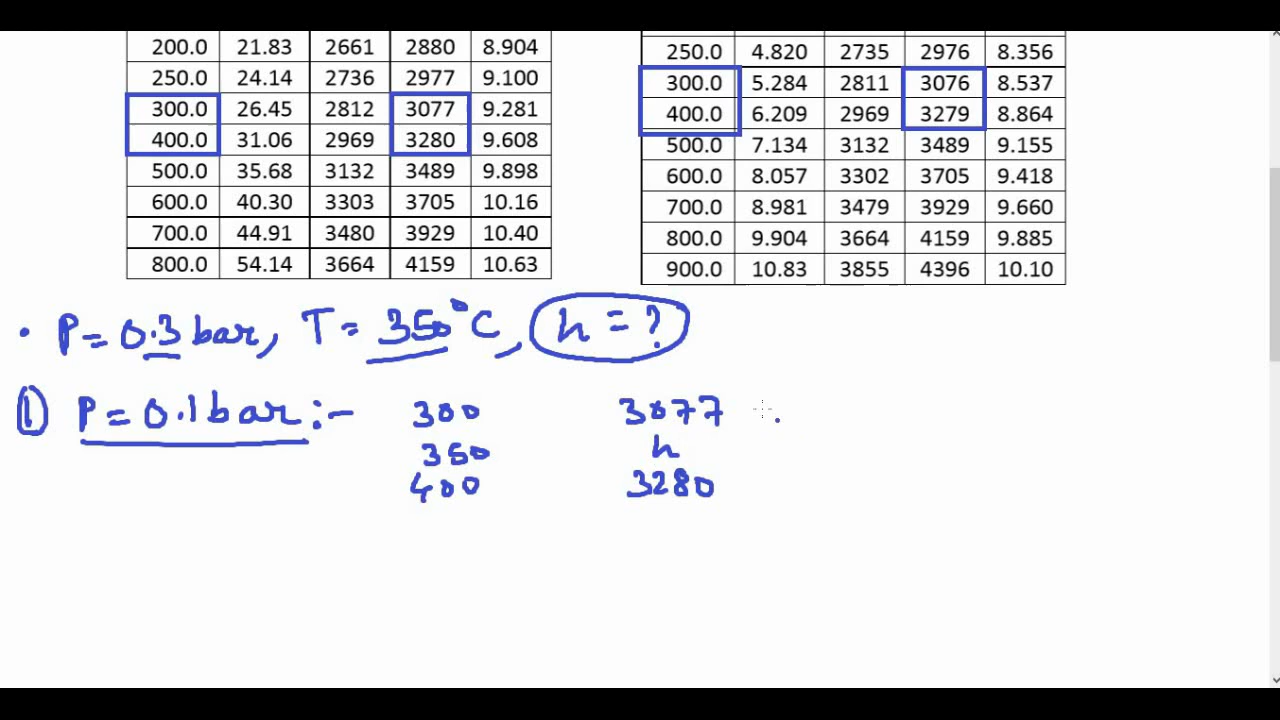 200.0 21.83 2661 2880 8.904
250.0 24.14 2736 2977 9.100
300.0 26.45 2812 3077 9.281
400.0 31.06 2969 3280 9.608
500.0 35.68 3132 3489 9.898
600.0 40.30 3303 3705 10.16
700.0 44.91 3480 3929 10.40
800.0 54.14 3664 4159 10.63
250.0 4.820 2735 2976 8.356
300.0 5.284 2811 3076 8.537
400.0 6.209 2969 3279 8.864
500.0 7.134 3132 3489 9.155
600.0 8.057 3302 3705 9.418
700.0 8.981 3479 3929 9.660
800.0 9.904 3664 4159 9.885
900.0 10.83 3855 4396 10.10
• P= 0.3 bar, T= 350°C, h = ?
① P= 0.1 bar :- 300 3077
350 h
400 3280